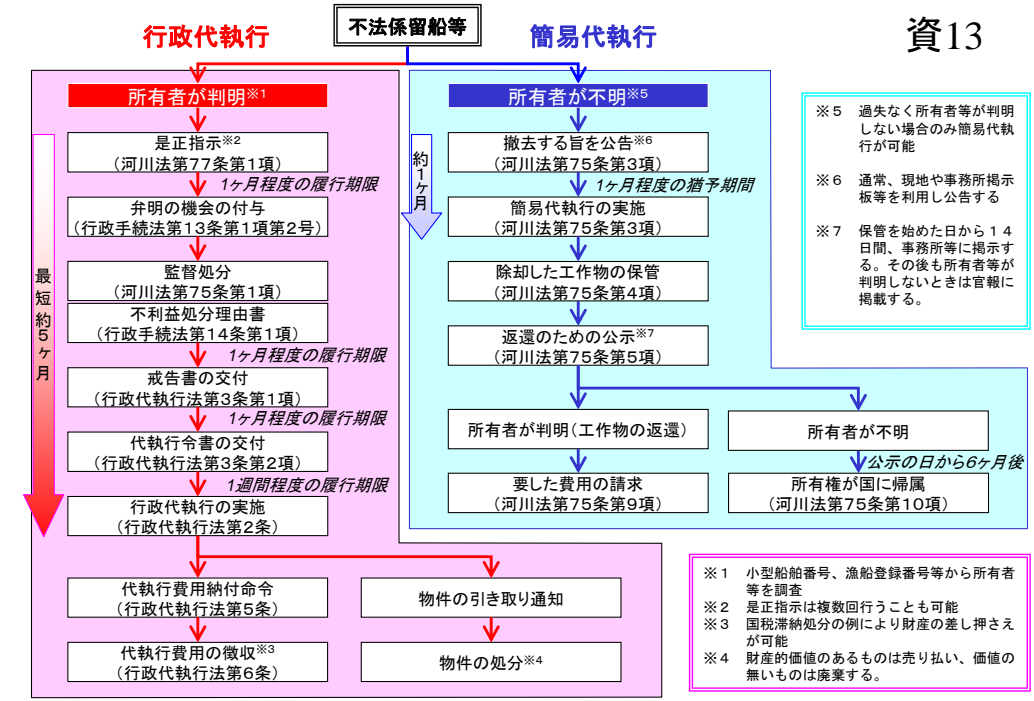 不法係留船等
資13
行政代執行
所有者が判明※1
最短約5ヶ月
是正指示※2
(河川法第77条第1項)
1ヶ月程度の履行期限
弁明の機会の付与
(行政手続法第13条第1項第2号)
監督処分
(河川法第75条第1項)
不利益処分理由書
(行政手続法第14条第1項)
1ヶ月程度の履行期限
戒告書の交付
(行政代執行法第3条第1項)
1ヶ月程度の履行期限
代執行令書の交付
(行政代執行法第3条第2項)
1週間程度の履行期限
行政代執行の実施
(行政代執行法第2条)
代執行費用納付命令
(行政代執行法第5条)
代執行費用の徴収※3
(行政代執行法第6条)
物件の引き取り通知
物件の処分※4
簡易代執行
所有者が不明※5
約1ヶ月
撤去する旨を公告※6
(河川法第75条第3項)
1ヶ月程度の猶予期間
簡易代執行の実施
(河川法第75条第3項)
除却した工作物の保管
(河川法第75条第4項)
返還のための公示※7
(河川法第75条第5項)
所有者が判明(工作物の返還)
要した費用の請求
(河川法第75条第9項)
所有者が不明
公示の日から6ヶ月後
所有権が国に帰属
(河川法第75条第10項)
※5 過失なく所有者等が判明
しない場合のみ簡易代執
行が可能
※6 通常、現地や事務所掲示
板等を利用し公告する
※7 保管を始めた日から14
日間、事務所等に掲示す
る。その後も所有者等が
判明しないときは官報に
掲載する。
※1 小型船舶番号、漁船登録番号等から所有者
等を調査
※2 是正指示は複数回行うことも可能
※3 国税滞納処分の例により財産の差し押さえ
が可能
※4 財産的価値のあるものは売り払い、価値の
無いものは廃棄する。